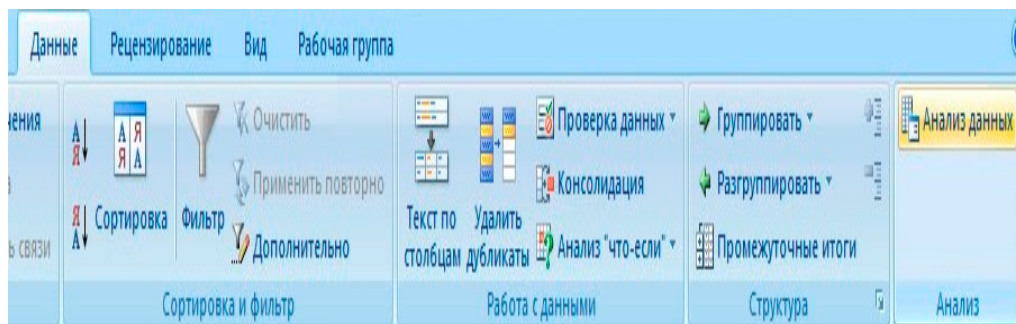 Данные Рецензирование Вид Рабочая группа
Очистить
Применить повторно
Дополнительно
Сортировка
Фильтр
Сортировка и фильтр
Текст по столбцам
Удалить дубликаты
Проверка данных
Консолидация
Анализ "что-если"
Работа с данными
Группировать
Разгруппировать
Промежуточные итоги
Структура
Анализ данных
Анализ